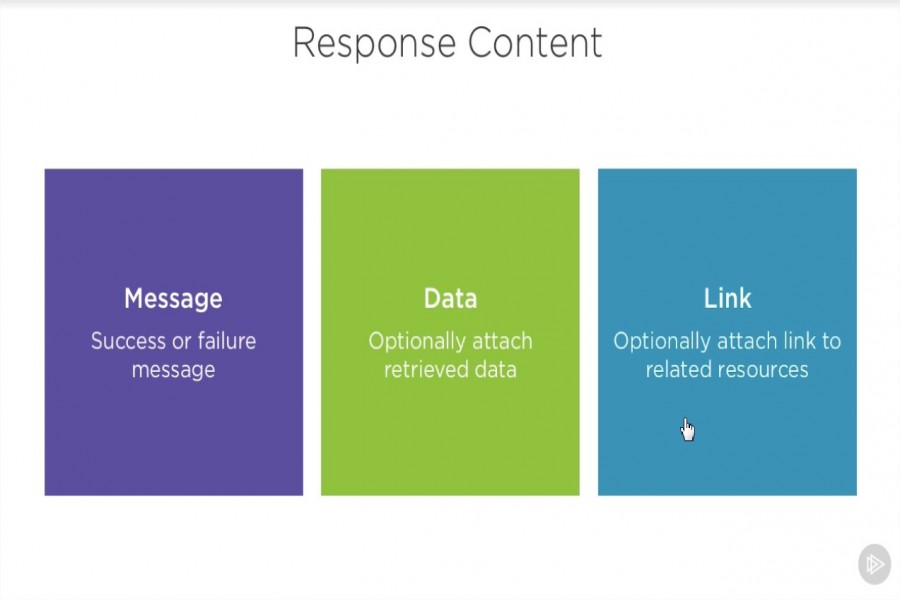 Response Content
Message
Success or failure
message
Data
Optionally attach
retrieved data
Link
Optionally attach link to
related resources